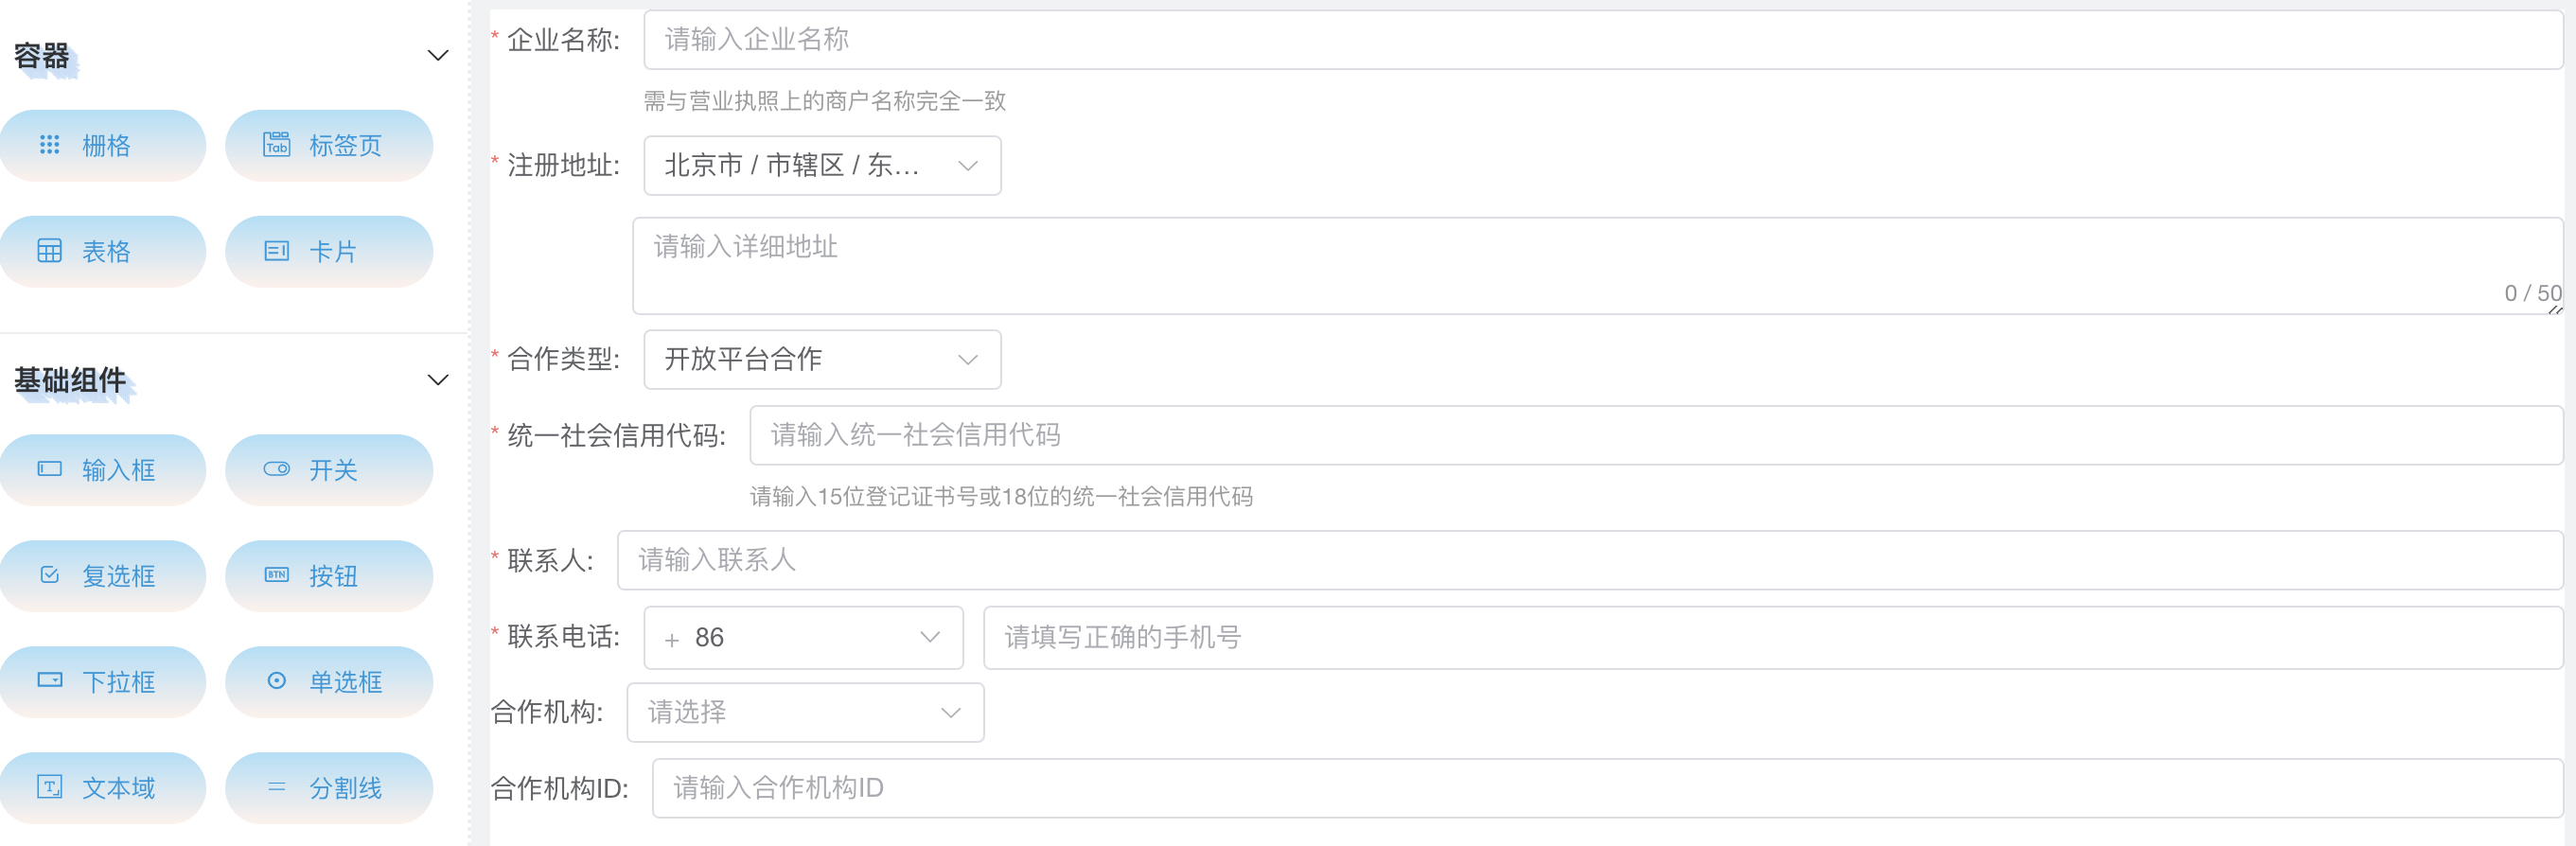 容器
栅格
Tab 标签页
表格
卡片
基础组件
输入框
开关
复选框
BTN 按钮
下拉框
单选框
T 文本域
分割线
* 企业名称: 请输入企业名称
需与营业执照上的商户名称完全一致
* 注册地址: 北京市 / 市辖区 / 东...
请输入详细地址
0 / 50
* 合作类型: 开放平台合作
* 统一社会信用代码: 请输入统一社会信用代码
请输入15位登记证书号或18位的统一社会信用代码
* 联系人: 请输入联系人
* 联系电话: + 86 请填写正确的手机号
合作机构: 请选择
合作机构ID: 请输入合作机构ID